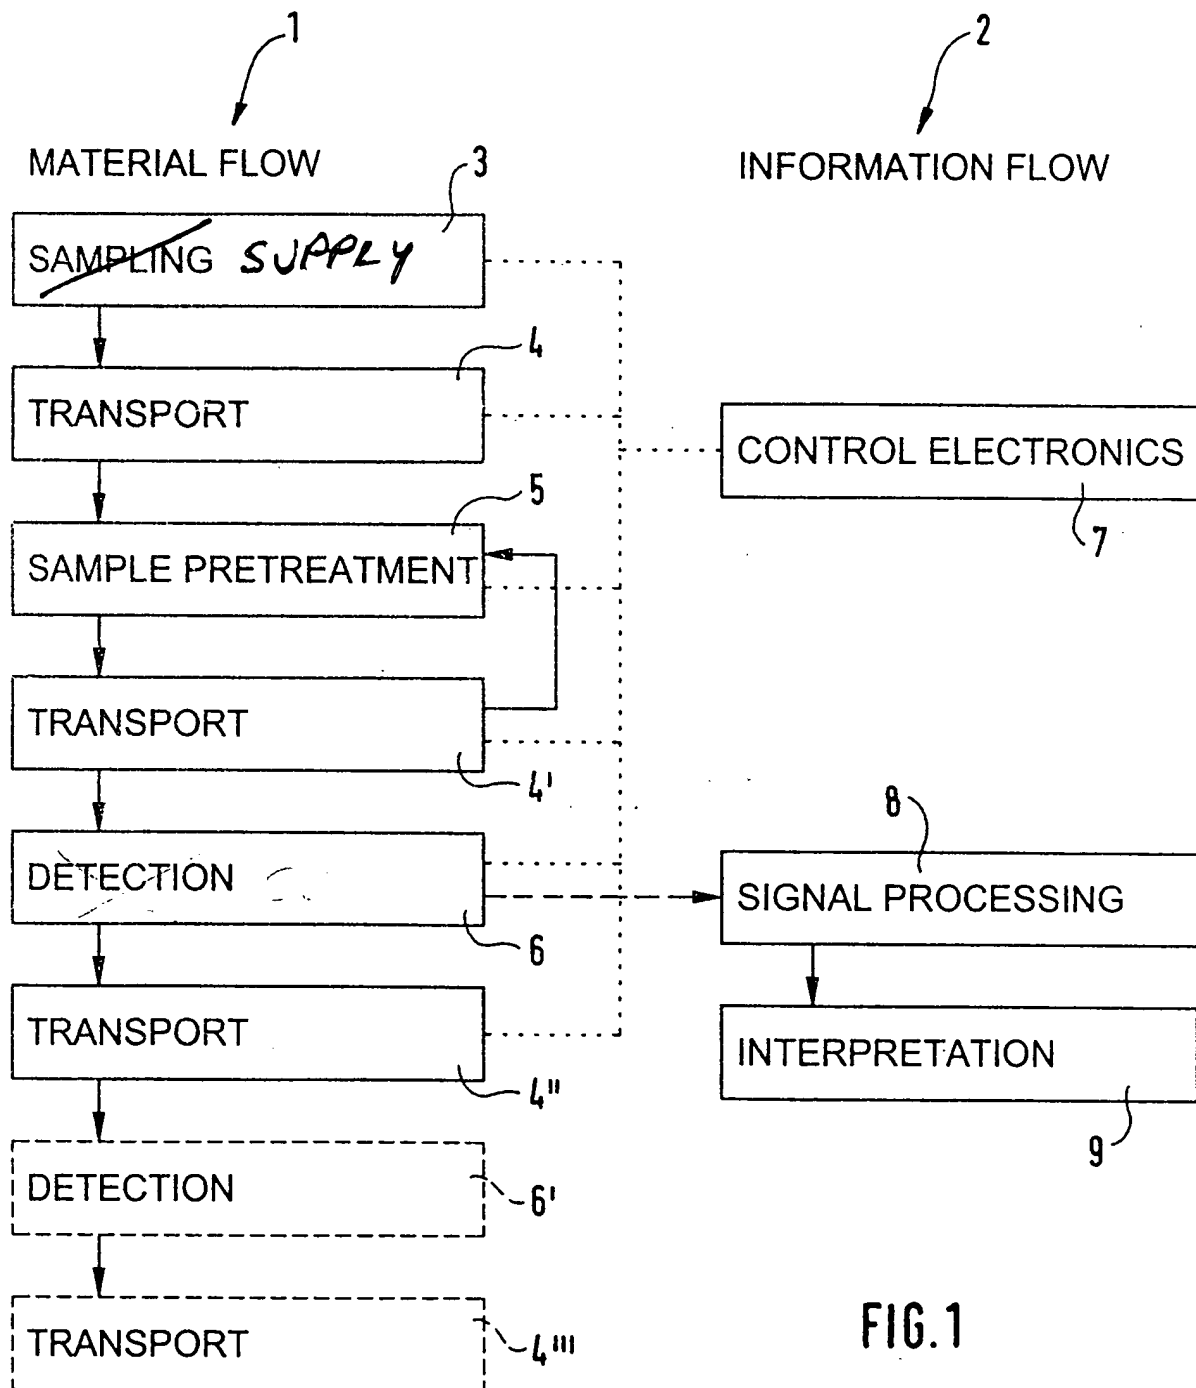 1
2
MATERIAL FLOW
INFORMATION FLOW
3
SAMPLING SUPPLY
4
TRANSPORT
CONTROL ELECTRONICS
7
5
SAMPLE PRETREATMENT
TRANSPORT
4'
8
DETECTION
SIGNAL PROCESSING
6
TRANSPORT
INTERPRETATION
4"
9
DETECTION
6'
TRANSPORT
4'''
FIG.1